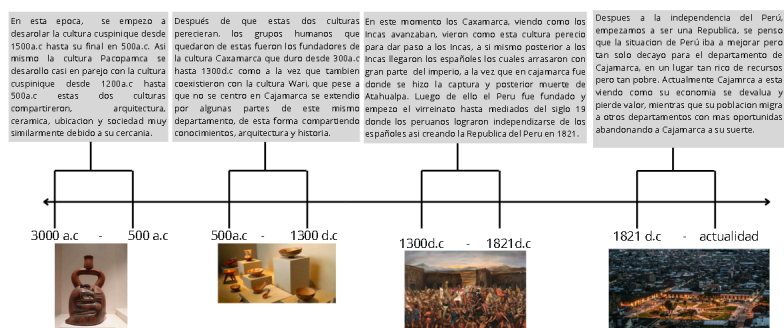 En esta epoca, se empezo a
desarolar la cultura cuspinique desde
1500a.c hasta su final en 500a.c. Asi
mismo la cultura Pacopamca se
desarollo casi en parejo con la cultura
cuspinique desde 1200a.c hasta
500a.c estas dos culturas
compartireron, arquitectura,
ceramica, ubicacion y sociedad muy
similarmente debido a su cercania.
Después de que estas dos culturas
perecieran. los grupos humanos que
quedaron de estas fueron los fundadores de
la cultura Caxamarca que duro desde 300a.c
hasta 1300d.c como a la vez que tambien
coexistieron con la cultura Wari, que pese a
que no se centro en Cajamarca se extendio
por algunas partes de este mismo
departamento, de esta forma compartiendo
conocimientos, arquitectura y historia.
En este momento los Caxamarca, viendo como los
Incas avanzaban, vieron como esta cultura perecio
para dar paso a los Incas, a si mismo posterior a los
Incas llegaron los españoles los cuales arrasaron con
gran parte del imperio, a la vez que en cajamarca fue
donde se hizo la captura y posterior muerte de
Atahualpa. Luego de ello el Peru fue fundado y
empezo el virreinato hasta mediados del siglo 19
donde los peruanos lograron independizarse de los
españoles asi creando la Republica del Peru en 1821.
Despues a la independencia del Perú,
empezamos a ser una Republica, se penso
que la situacion de Perú iba a mejorar pero
tan solo decayo para el departamento de
Cajamarca, en un lugar tan rico de recursos
pero tan pobre. Actualmente Cajamrca a esta
viendo como su economia se devalua y
pierde valor, mientras que su poblacion migra
a otros departamentos con mas oportunidas
abandonando a Cajamarca a su suerte.
3000 a.c - 500 a.c
500a.c - 1300 d.c
1300d.c - 1821d.c
1821 d.c - actualidad